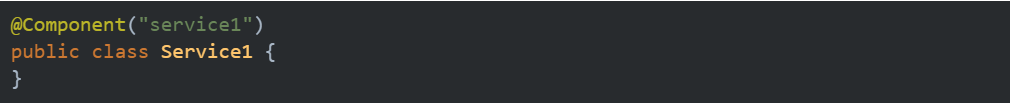 @Component("service1")
public class Service1 {
}